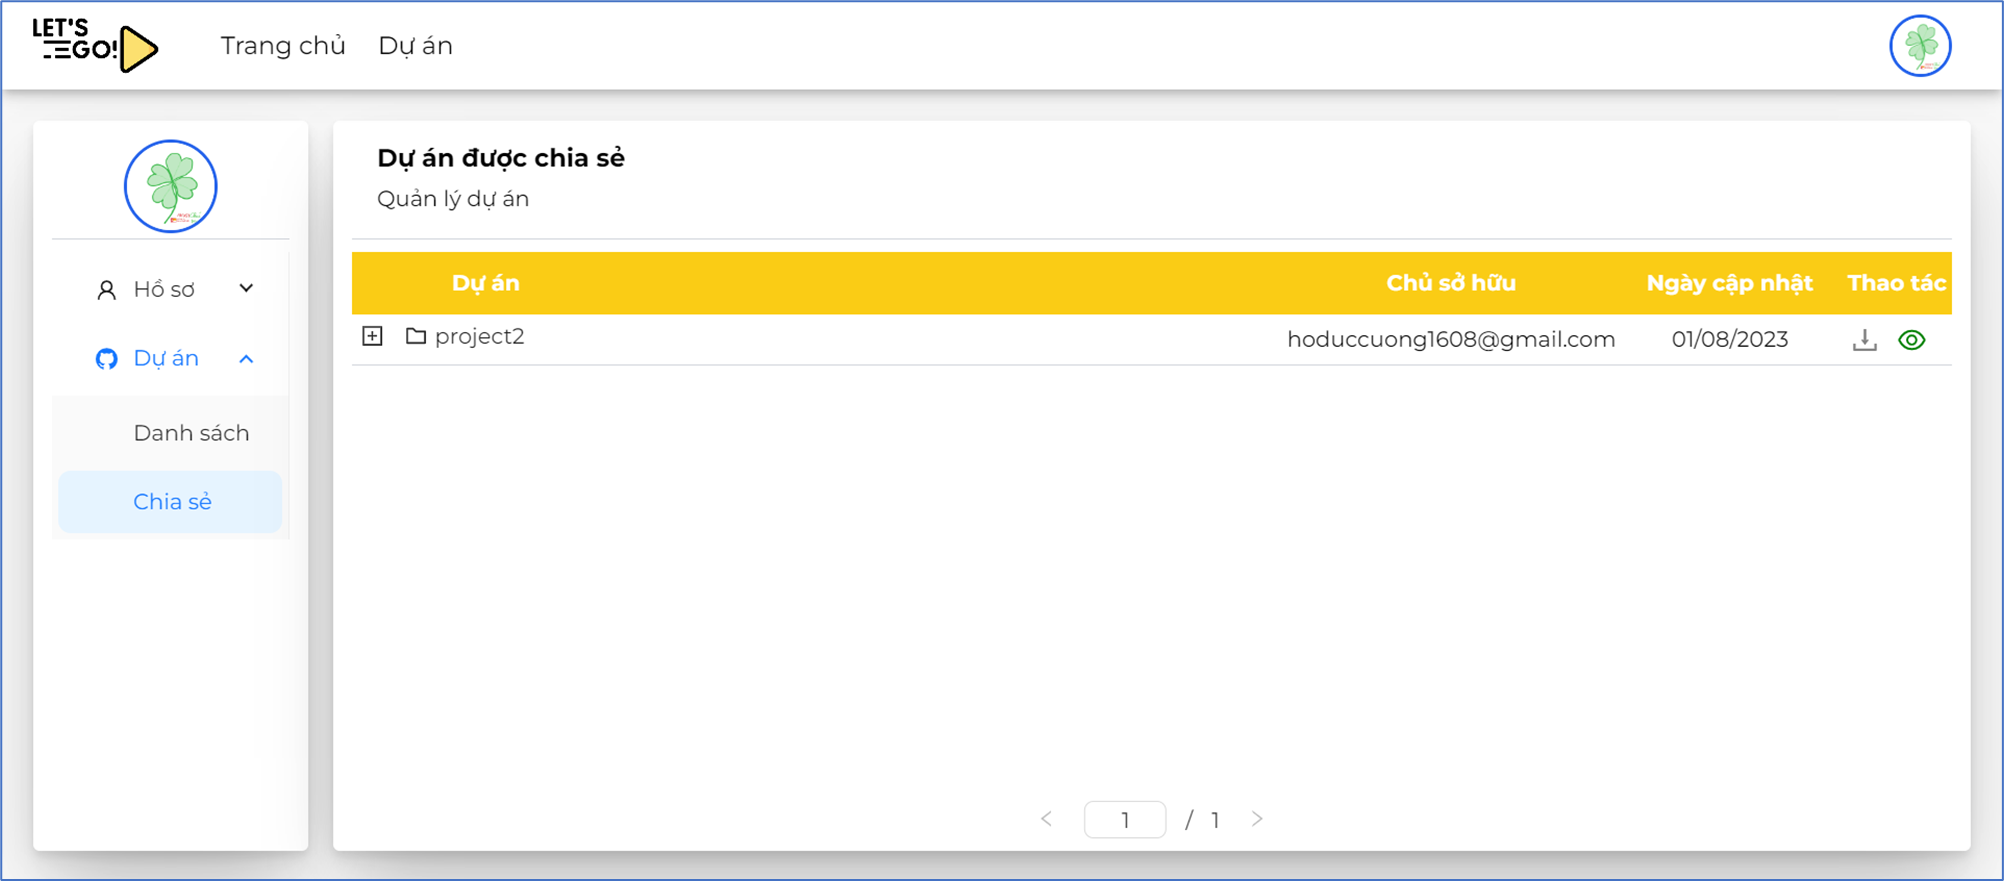 LET'S
GO!
Trang chủ Dự án
Hồ sơ
Dự án
Danh sách
Chia sẻ
Dự án được chia sẻ
Quản lý dự án
Dự án Chủ sở hữu Ngày cập nhật Thao tác
project2 hoduccuong1608@gmail.com 01/08/2023
1 / 1